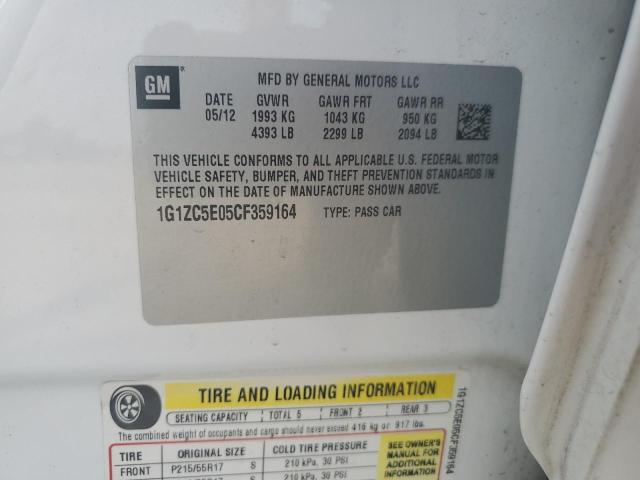 GM
MFD BY GENERAL MOTORS LLC
DATE GVWR GAWR FRT GAWR RR
05/12 1993 KG 1043 KG 950 KG
4393 LB 2299 LB 2094 LB
THIS VEHICLE CONFORMS TO ALL APPLICABLE U.S. FEDERAL MOTOR
VEHICLE SAFETY, BUMPER, AND THEFT PREVENTION STANDARDS IN
EFFECT ON THE DATE OF MANUFACTURE SHOWN ABOVE.
1G1ZC5E05CF359164 TYPE: PASS CAR
TIRE AND LOADING INFORMATION
SEATING CAPACITY TOTAL 5 FRONT 2 REAR 3
The combined weight of occupants and cargo should never exceed 416 kg or 917 lbs.
TIRE ORIGINAL SIZE COLD TIRE PRESSURE
FRONT P215/55R17 S 210 kPa, 30 PSI
SEE OWNER'S
MANUAL FOR
ADDITIONAL
INFORMATION
1G1ZC5E05CF359164